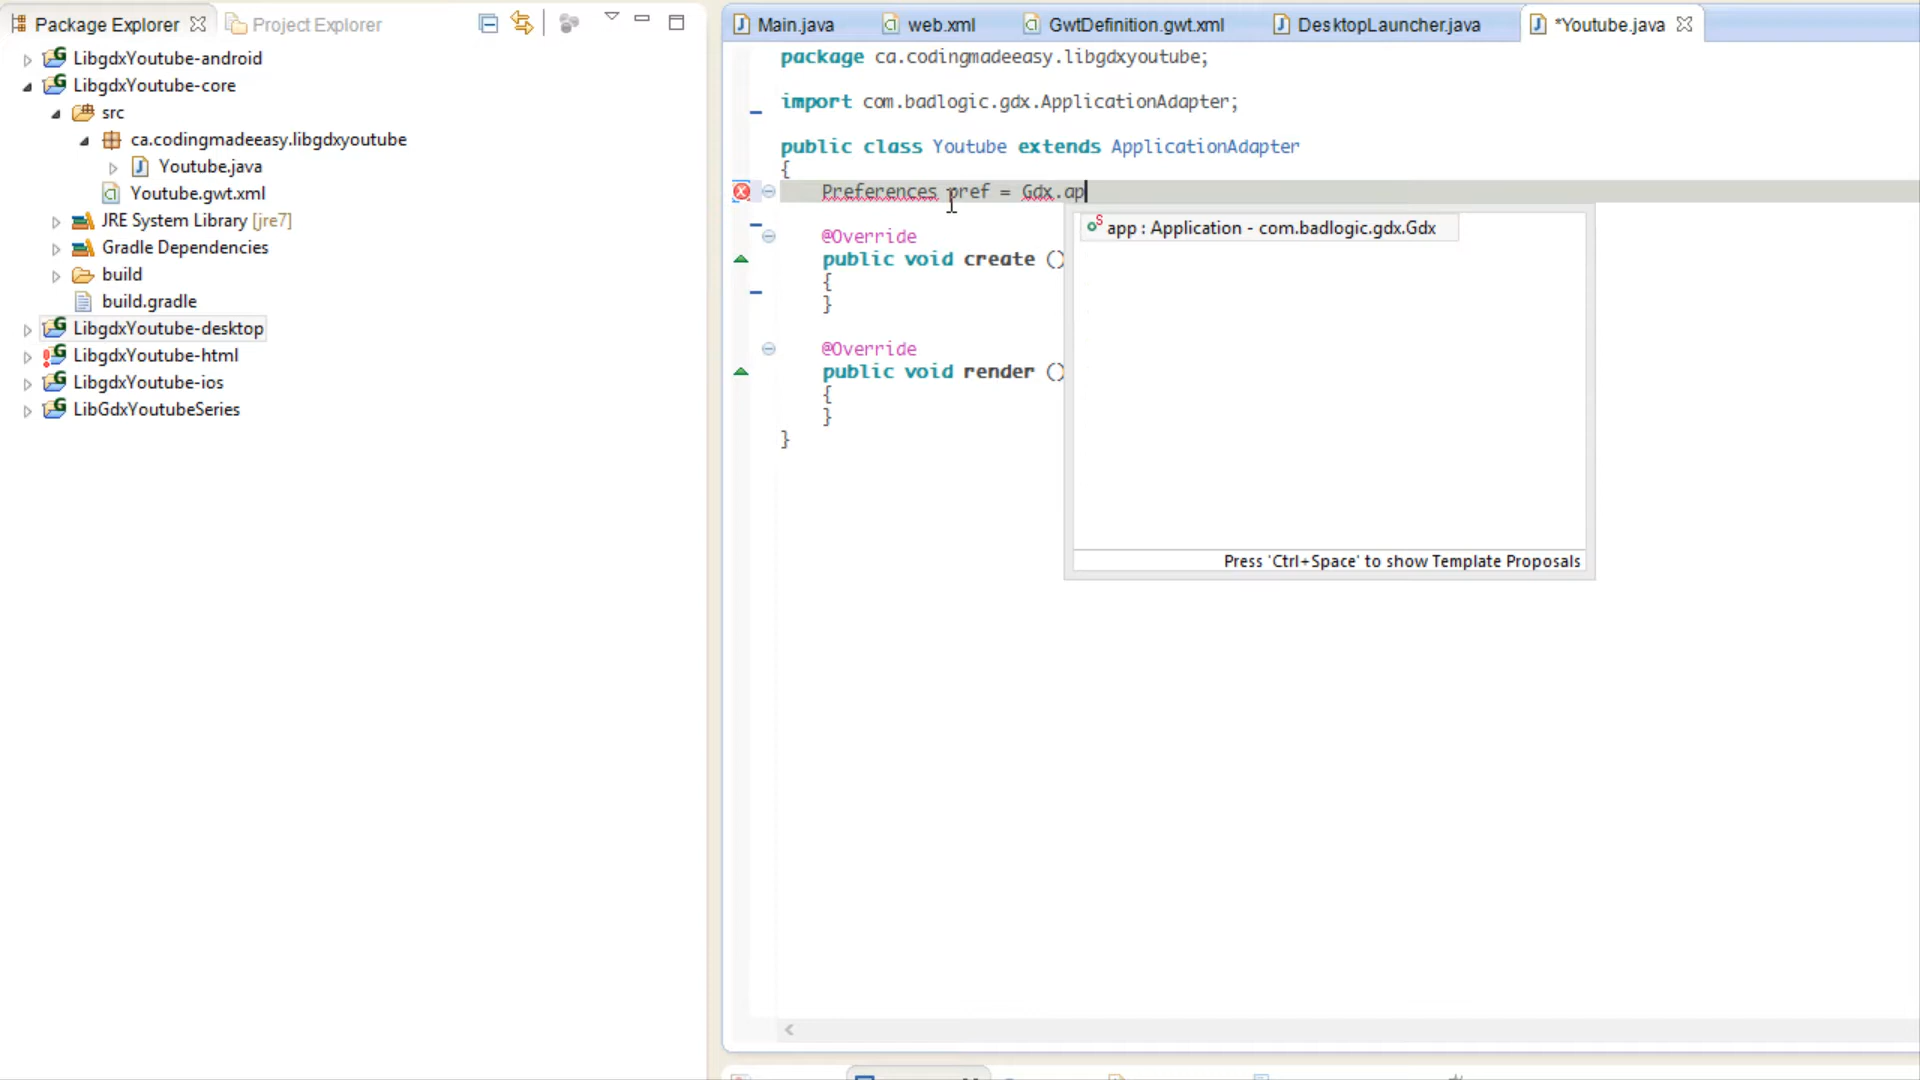 Package Explorer
Project Explorer
LibgdxYoutube-android
LibgdxYoutube-core
src
ca.codingmadeeasy.libgdxyoutube
Youtube.java
Youtube.gwt.xml
JRE System Library [jre7]
Gradle Dependencies
build
build.gradle
LibgdxYoutube-desktop
LibgdxYoutube-html
LibgdxYoutube-ios
LibGdxYoutubeSeries
Main.java
web.xml
GwtDefinition.gwt.xml
DesktopLauncher.java
*Youtube.java
package ca.codingmadeeasy.libgdxyoutube;
import com.badlogic.gdx.ApplicationAdapter;
public class Youtube extends ApplicationAdapter
{
Preferences pref = Gdx.ap
@Override
public void create ()
{
}
@Override
public void render ()
{
}
}
app : Application - com.badlogic.gdx.Gdx
Press 'Ctrl+Space' to show Template Proposals